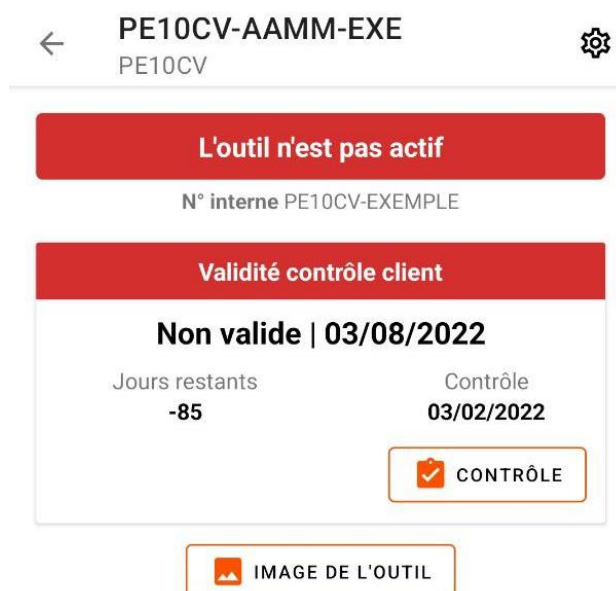 PE10CV-AAMM-EXE
PE10CV
L'outil n'est pas actif
N° interne PE10CV-EXEMPLE
Validité contrôle client
Non valide | 03/08/2022
Jours restants
-85
Contrôle
03/02/2022
CONTRÔLE
IMAGE DE L'OUTIL